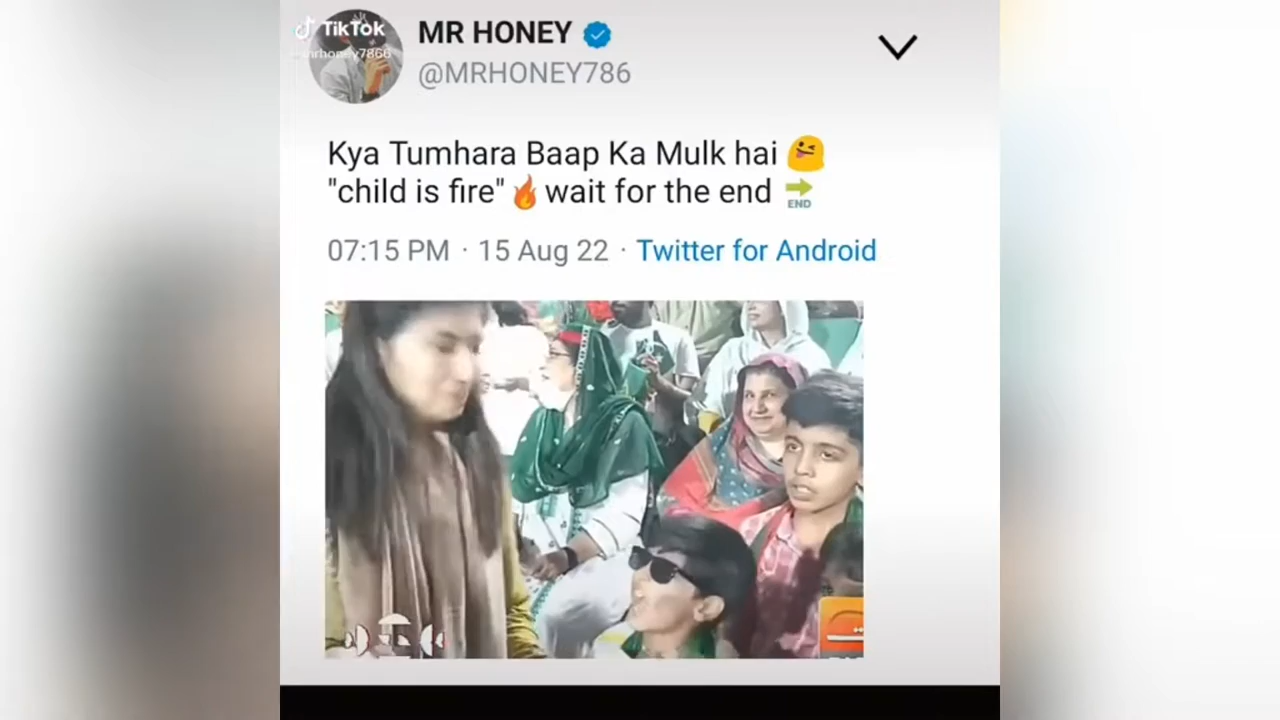 TikTok
mrhoney7866
MR HONEY
@MRHONEY786
Kya Tumhara Baap Ka Mulk hai 😜
"child is fire"🔥wait for the end 🔚
07:15 PM · 15 Aug 22 · Twitter for Android